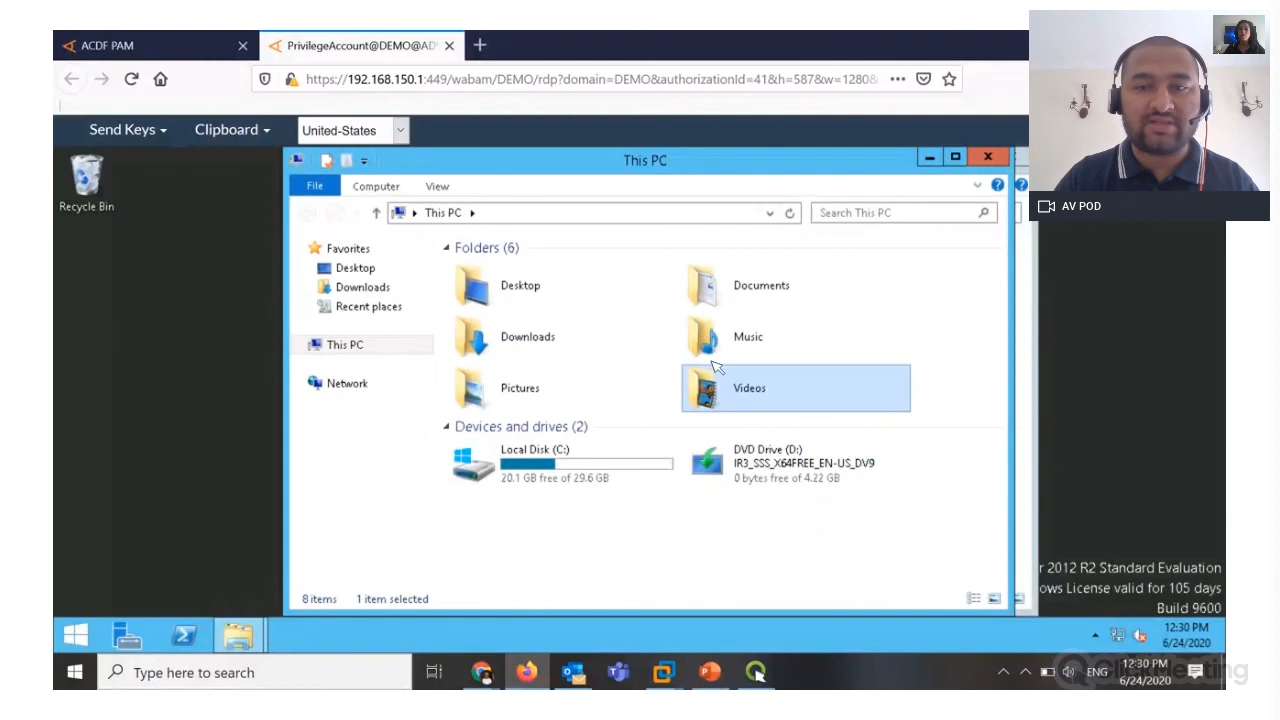 ACDF PAM
PrivilegeAccount@DEMO@AD
https://192.168.150.1:449/wabam/DEMO/rdp?domain=DEMO&authorizationId=41&h=587&w=1280&
Send Keys
Clipboard
United-States
AV POD
Recycle Bin
This PC
File
Computer
View
This PC
Search This PC
Favorites
Desktop
Downloads
Recent places
This PC
Network
Folders (6)
Desktop
Documents
Downloads
Music
Pictures
Videos
Devices and drives (2)
Local Disk (C:)
20.1 GB free of 29.6 GB
DVD Drive (D:)
IR3_SSS_X64FREE_EN-US_DV9
0 bytes free of 4.22 GB
8 items
1 item selected
r 2012 R2 Standard Evaluation
ows License valid for 105 days
Build 9600
12:30 PM
6/24/2020
Type here to search
ENG
12:30 PM
6/24/2020
ClickMeeting